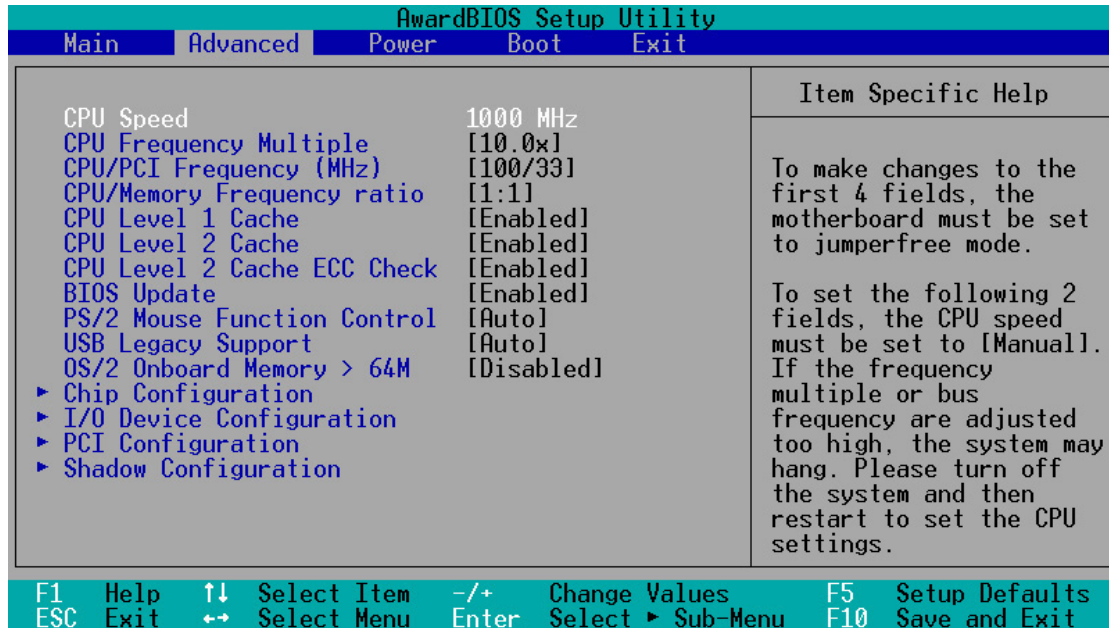 AwardBIOS Setup Utility
Main Advanced Power Boot Exit
CPU Speed 1000 MHz
CPU Frequency Multiple [10.0x]
CPU/PCI Frequency (MHz) [100/33]
CPU/Memory Frequency ratio [1:1]
CPU Level 1 Cache [Enabled]
CPU Level 2 Cache [Enabled]
CPU Level 2 Cache ECC Check [Enabled]
BIOS Update [Enabled]
PS/2 Mouse Function Control [Auto]
USB Legacy Support [Auto]
OS/2 Onboard Memory > 64M [Disabled]
► Chip Configuration
► I/O Device Configuration
► PCI Configuration
► Shadow Configuration
Item Specific Help
To make changes to the
first 4 fields, the
motherboard must be set
to jumperfree mode.
To set the following 2
fields, the CPU speed
must be set to [Manual].
If the frequency
multiple or bus
frequency are adjusted
too high, the system may
hang. Please turn off
the system and then
restart to set the CPU
settings.
F1 Help ↑↓ Select Item -/+ Change Values F5 Setup Defaults
ESC Exit ←→ Select Menu Enter Select ► Sub-Menu F10 Save and Exit